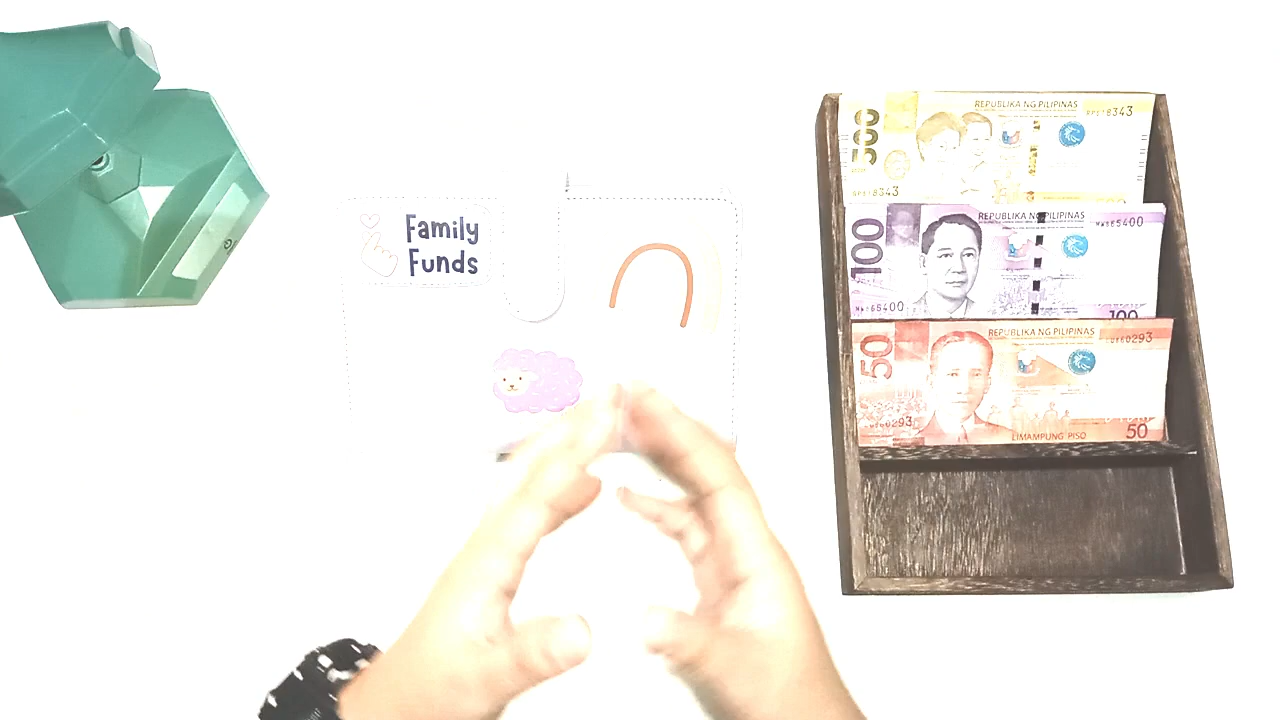 Family
Funds
REPUBLIKA NG PILIPINAS
500
REPUBLIKA NG PILIPINAS
100
100
REPUBLIKA NG PILIPINAS
50
LIMAMPUNG PISO
50